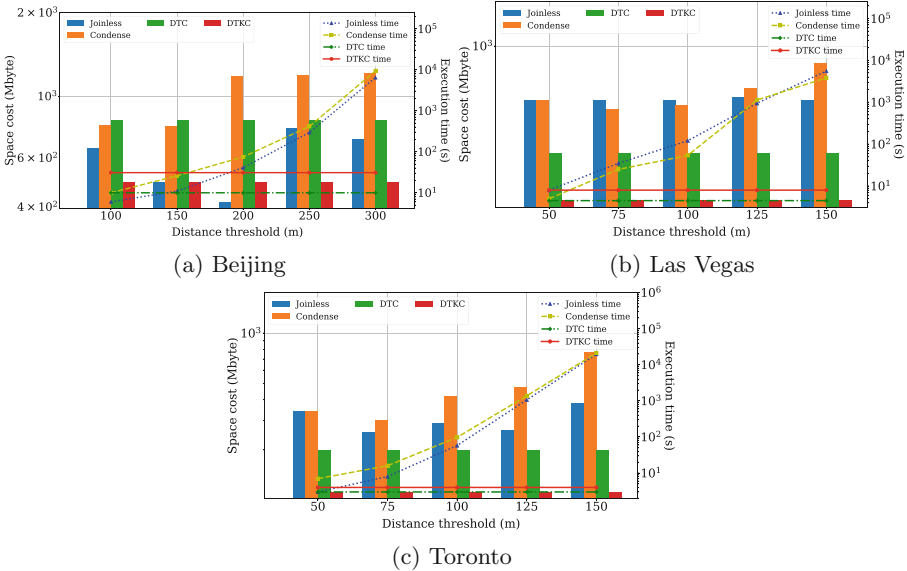 Joinless
Condense
DTC
DTKC
Joinless time
Condense time
DTC time
DTKC time
Space cost (Mbyte)
2 × 10³
10³
6 × 10²
4 × 10²
Execution time (s)
10⁵
10⁴
10³
10²
10¹
100 150 200 250 300
Distance threshold (m)
(a) Beijing
Joinless
Condense
DTC
DTKC
Joinless time
Condense time
DTC time
DTKC time
Space cost (Mbyte)
10³
Execution time (s)
10⁵
10⁴
10³
10²
10¹
50 75 100 125 150
Distance threshold (m)
(b) Las Vegas
Joinless
Condense
DTC
DTKC
Joinless time
Condense time
DTC time
DTKC time
Space cost (Mbyte)
10³
Execution time (s)
10⁶
10⁵
10⁴
10³
10²
10¹
50 75 100 125 150
Distance threshold (m)
(c) Toronto